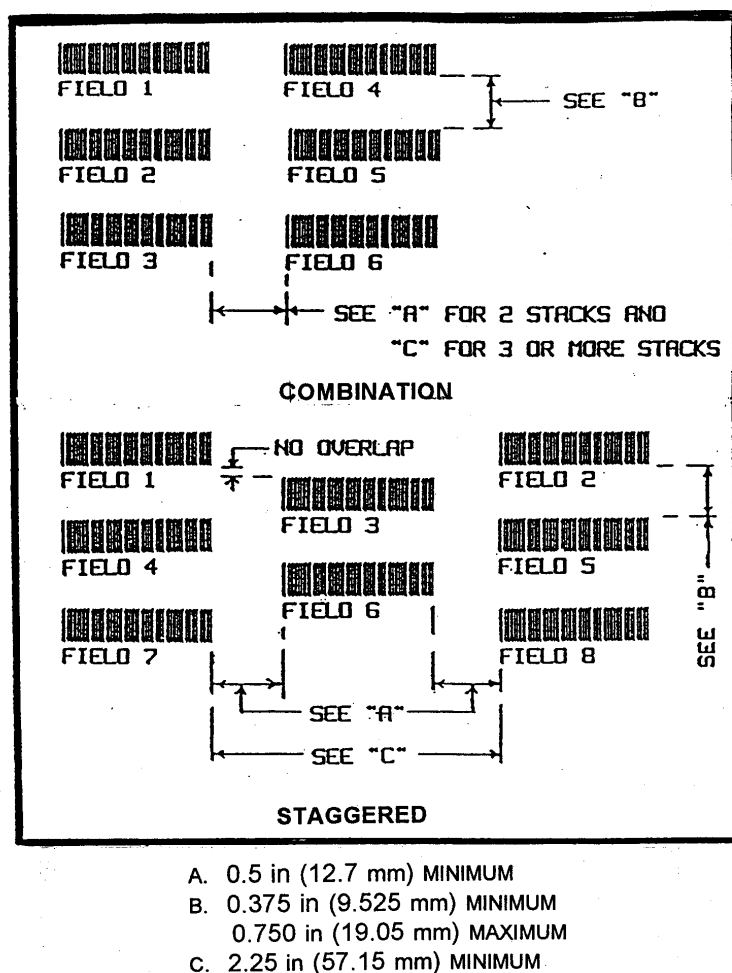 FIELD 1 FIELD 4
SEE "B"
FIELD 2 FIELD 5
FIELD 3 FIELD 6
SEE "A" FOR 2 STACKS AND
"C" FOR 3 OR MORE STACKS
COMBINATION
NO OVERLAP
FIELD 1 FIELD 2
FIELD 3
FIELD 4 FIELD 5
FIELD 6
SEE "B"
FIELD 7 FIELD 8
SEE "A"
SEE "C"
STAGGERED
A. 0.5 in (12.7 mm) MINIMUM
B. 0.375 in (9.525 mm) MINIMUM
0.750 in (19.05 mm) MAXIMUM
C. 2.25 in (57.15 mm) MINIMUM